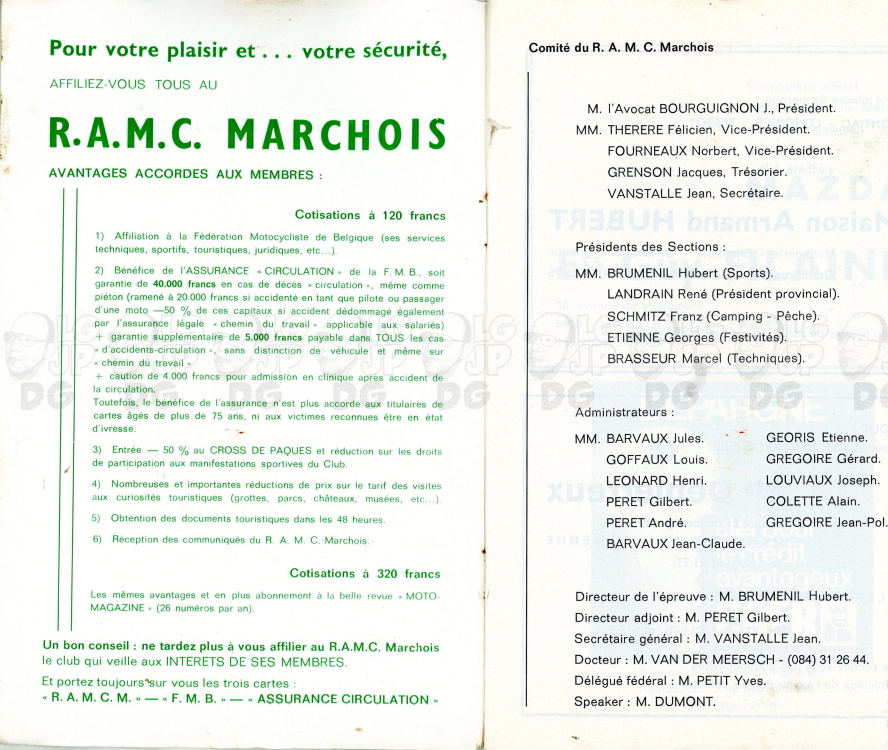 Pour votre plaisir et ... votre sécurité,
AFFILIEZ-VOUS TOUS AU
R.A.M.C. MARCHOIS
AVANTAGES ACCORDES AUX MEMBRES :
Cotisations à 120 francs
1) Affiliation à la Fédération Motocycliste de Belgique (ses services
techniques, sportifs, touristiques, juridiques, etc...).
2) Bénéfice de l'ASSURANCE « CIRCULATION » de la F.M.B., soit
garantie de 40.000 francs en cas de décés « circulation », même comme
piéton (ramené à 20.000 francs si accidenté en tant que pilote ou passager
d'une moto —50 % de ces capitaux si accident dédommagé également
par l'assurance légale « chemin du travail » applicable aux salariés)
+ garantie supplémentaire de 5.000 francs payable dans TOUS les cas
« d'accidents-circulation », sans distinction de véhicule et même sur
« chemin du travail »
+ caution de 4.000 francs pour admission en clinique après accident de
la circulation.
Toutefois, le bénéfice de l'assurance n'est plus accordé aux titulaires de
cartes âgés de plus de 75 ans, ni aux victimes reconnues être en état
d'ivresse.
3) Entrée — 50 % au CROSS DE PAQUES et réduction sur les droits
de participation aux manifestations sportives du Club.
4) Nombreuses et importantes réductions de prix sur le tarif des visites
aux curiosités touristiques (grottes, parcs, châteaux, musées, etc...).
5) Obtention des documents touristiques dans les 48 heures.
6) Réception des communiqués du R. A. M. C. Marchois.
Cotisations à 320 francs
Les mêmes avantages et en plus abonnement à la belle revue « MOTO-
MAGAZINE » (26 numéros par an).
Un bon conseil : ne tardez plus à vous affilier au R.A.M.C. Marchois
le club qui veille aux INTERETS DE SES MEMBRES.
Et portez toujours sur vous les trois cartes :
« R. A. M. C. M. » — « F. M. B. » — « ASSURANCE CIRCULATION »
Comité du R. A. M. C. Marchois
M. l'Avocat BOURGUIGNON J., Président.
MM. THERERE Félicien, Vice-Président.
FOURNEAUX Norbert, Vice-Président.
GRENSON Jacques, Trésorier.
VANSTALLE Jean, Secrétaire.
Présidents des Sections :
MM. BRUMENIL Hubert (Sports).
LANDRAIN René (Président provincial).
SCHMITZ Franz (Camping - Pêche).
ETIENNE Georges (Festivités).
BRASSEUR Marcel (Techniques).
Administrateurs :
MM. BARVAUX Jules. GEORIS Etienne.
GOFFAUX Louis. GREGOIRE Gérard.
LEONARD Henri. LOUVIAUX Joseph.
PERET Gilbert. COLETTE Alain.
PERET André. GREGOIRE Jean-Pol.
BARVAUX Jean-Claude.
Directeur de l'épreuve : M. BRUMENIL Hubert.
Directeur adjoint : M. PERET Gilbert.
Secrétaire général : M. VANSTALLE Jean.
Docteur : M. VAN DER MEERSCH - (084) 31 26 44.
Délégué fédéral : M. PETIT Yves.
Speaker : M. DUMONT.